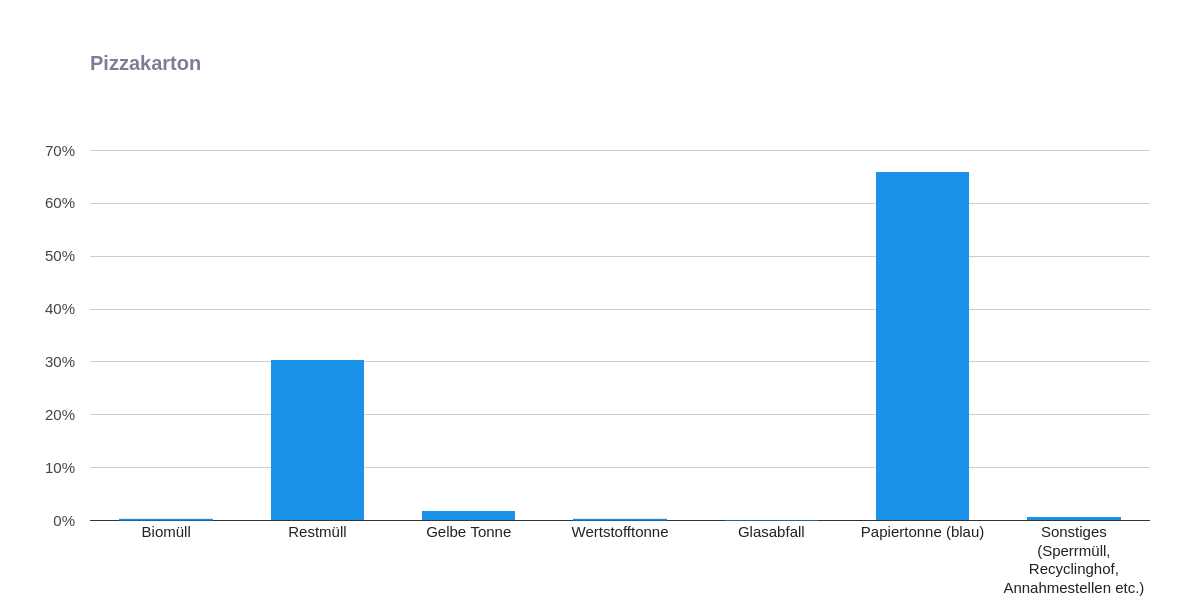 Pizzakarton
70%
60%
50%
40%
30%
20%
10%
0%
Biomüll
Restmüll
Gelbe Tonne
Wertstofftonne
Glasabfall
Papiertonne (blau)
Sonstiges
(Sperrmüll,
Recyclinghof,
Annahmestellen etc.)